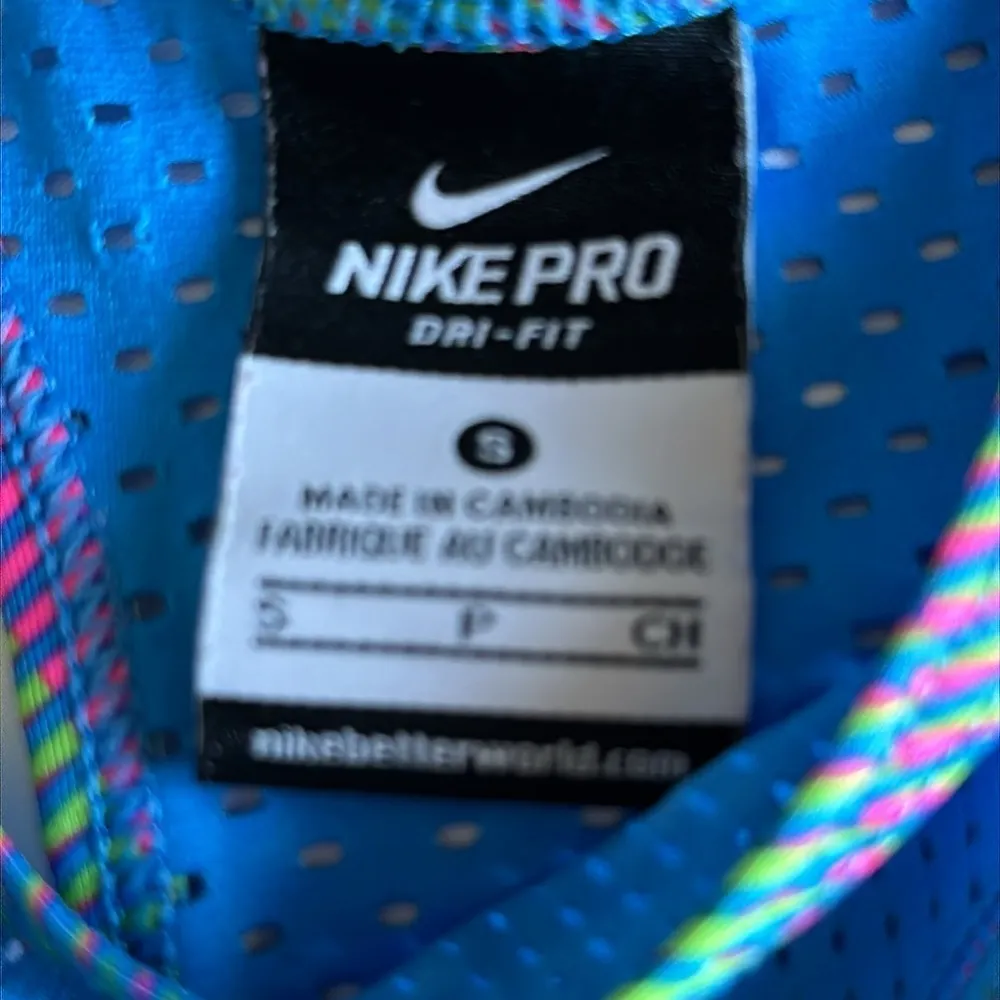 NIKE PRO
DRI-FIT
S
MADE IN CAMBODIA
FABRIQUE AU CAMBODGE
S P CH
nikebetterworld.com